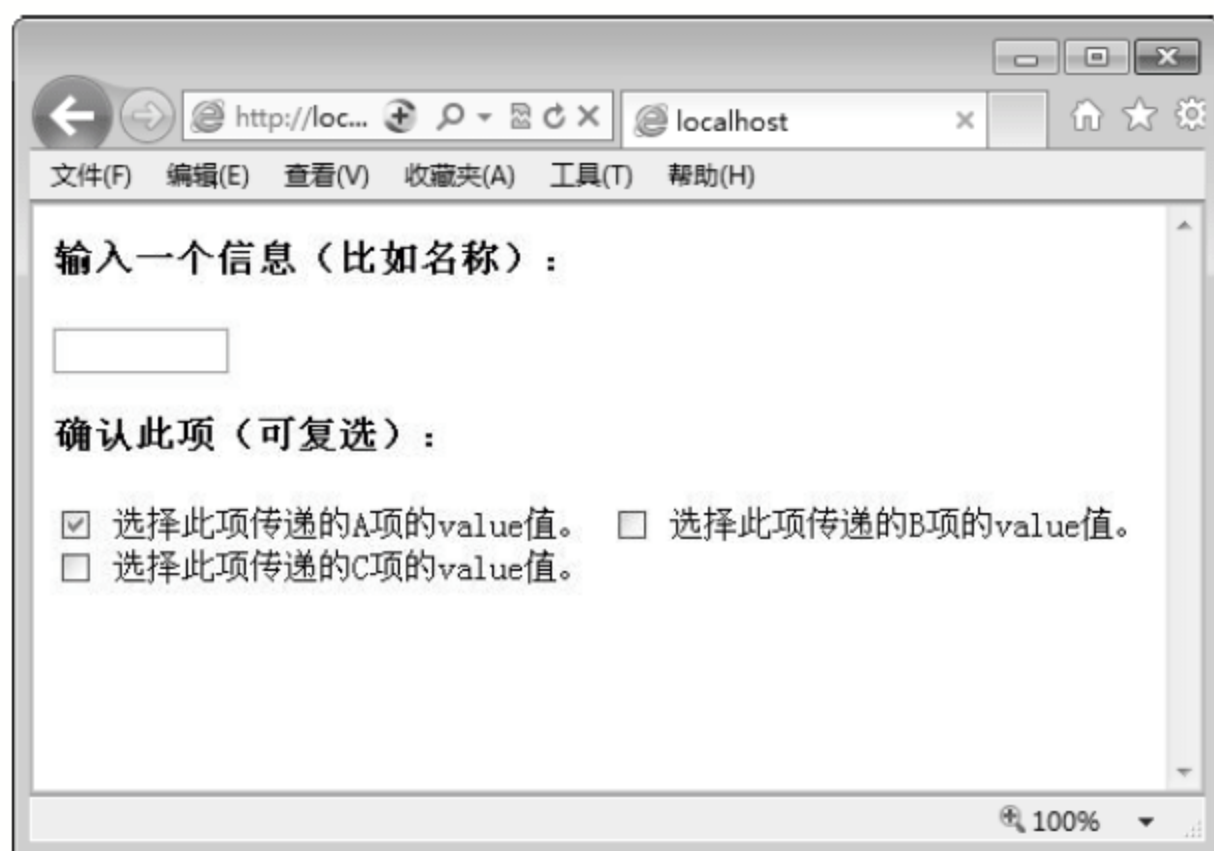 http://loc...
localhost
文件(F) 编辑(E) 查看(V) 收藏夹(A) 工具(T) 帮助(H)
输入一个信息（比如名称）：
确认此项（可复选）：
选择此项传递的A项的value值。 选择此项传递的B项的value值。
选择此项传递的C项的value值。
100%